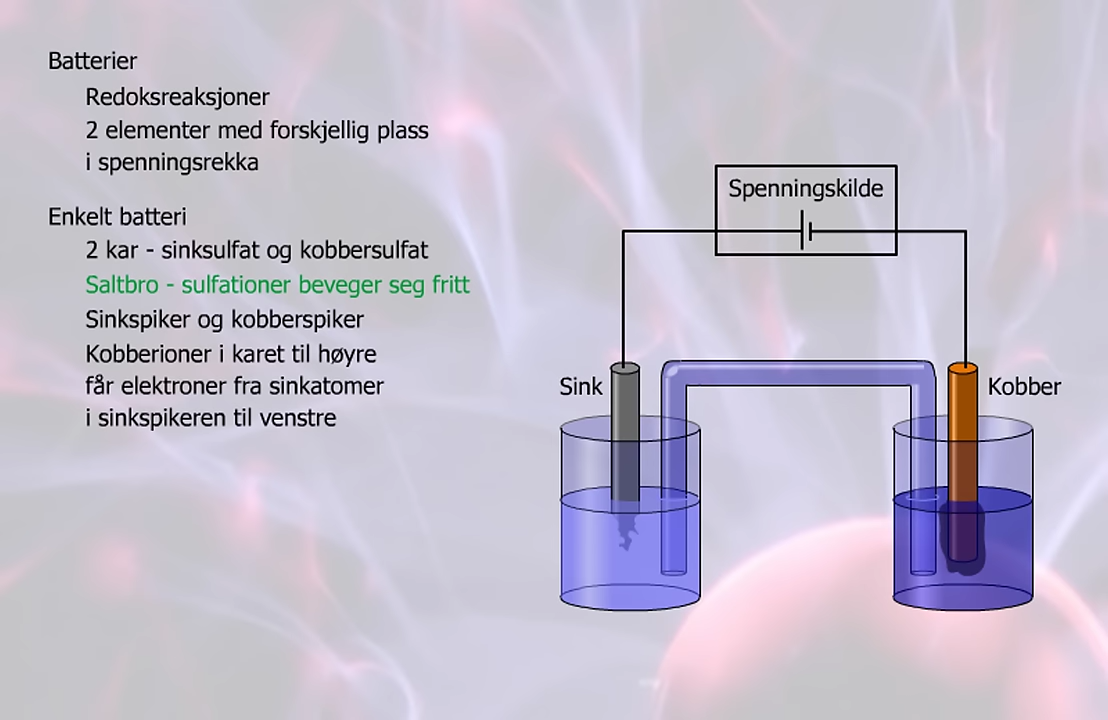 Batterier
Redoksreaksjoner
2 elementer med forskjellig plass
i spenningsrekka
Enkelt batteri
2 kar - sinksulfat og kobbersulfat
Saltbro - sulfationer beveger seg fritt
Sinkspiker og kobberspiker
Kobberioner i karet til høyre
får elektroner fra sinkatomer
i sinkspikeren til venstre
Spenningskilde
Sink
Kobber